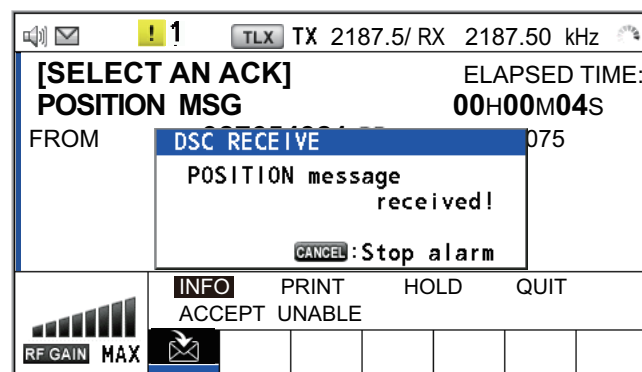 ! 1 TLX TX 2187.5/ RX 2187.50 kHz
[SELECT AN ACK] ELAPSED TIME:
POSITION MSG 00H00M04S
FROM 075
DSC RECEIVE
POSITION message
received!
CANCEL :Stop alarm
INFO PRINT HOLD QUIT
ACCEPT UNABLE
RF GAIN MAX